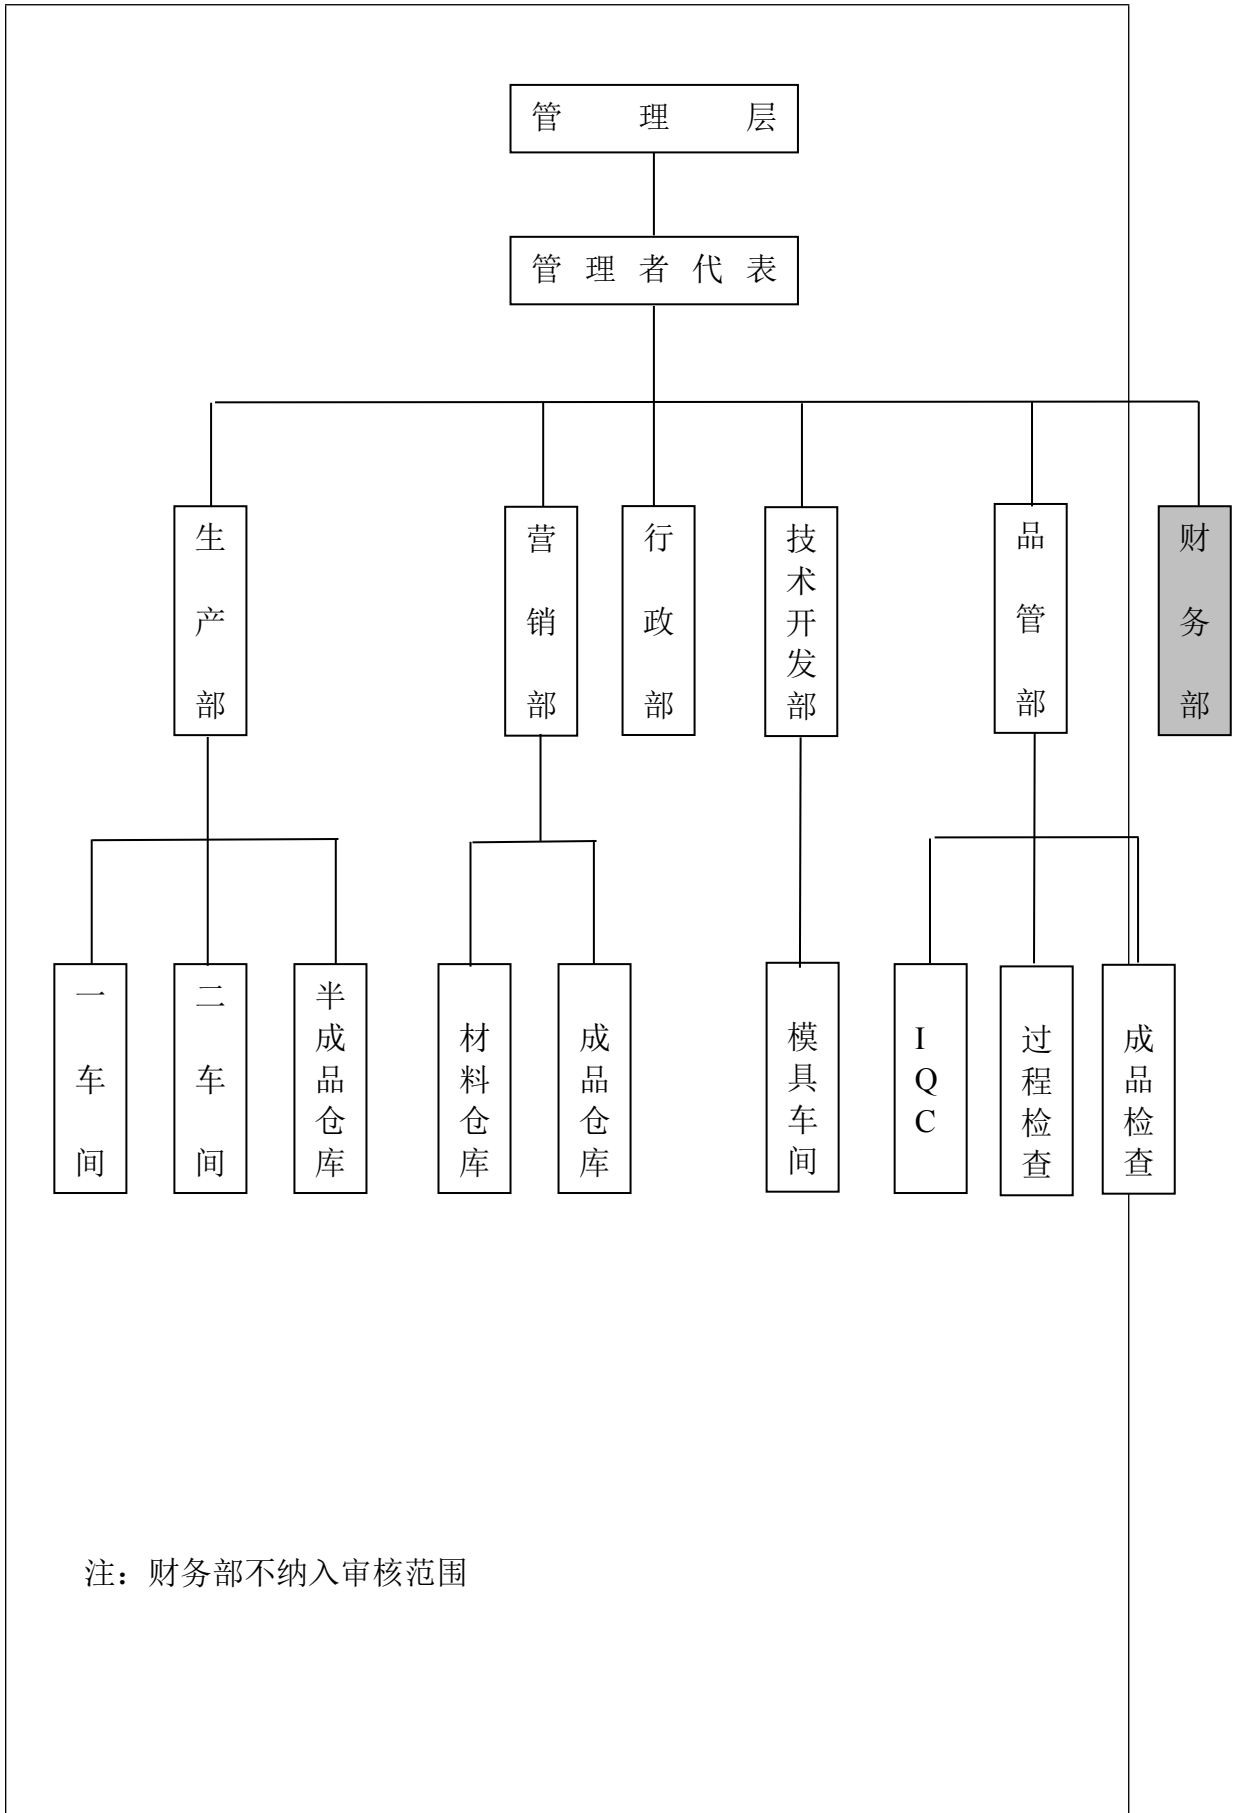 管理层
管理者代表
生产部
营销部
行政部
技术开发部
品管部
财务部
一车间
二车间
半成品仓库
材料仓库
成品仓库
模具车间
IQC
过程检查
成品检查
注：财务部不纳入审核范围